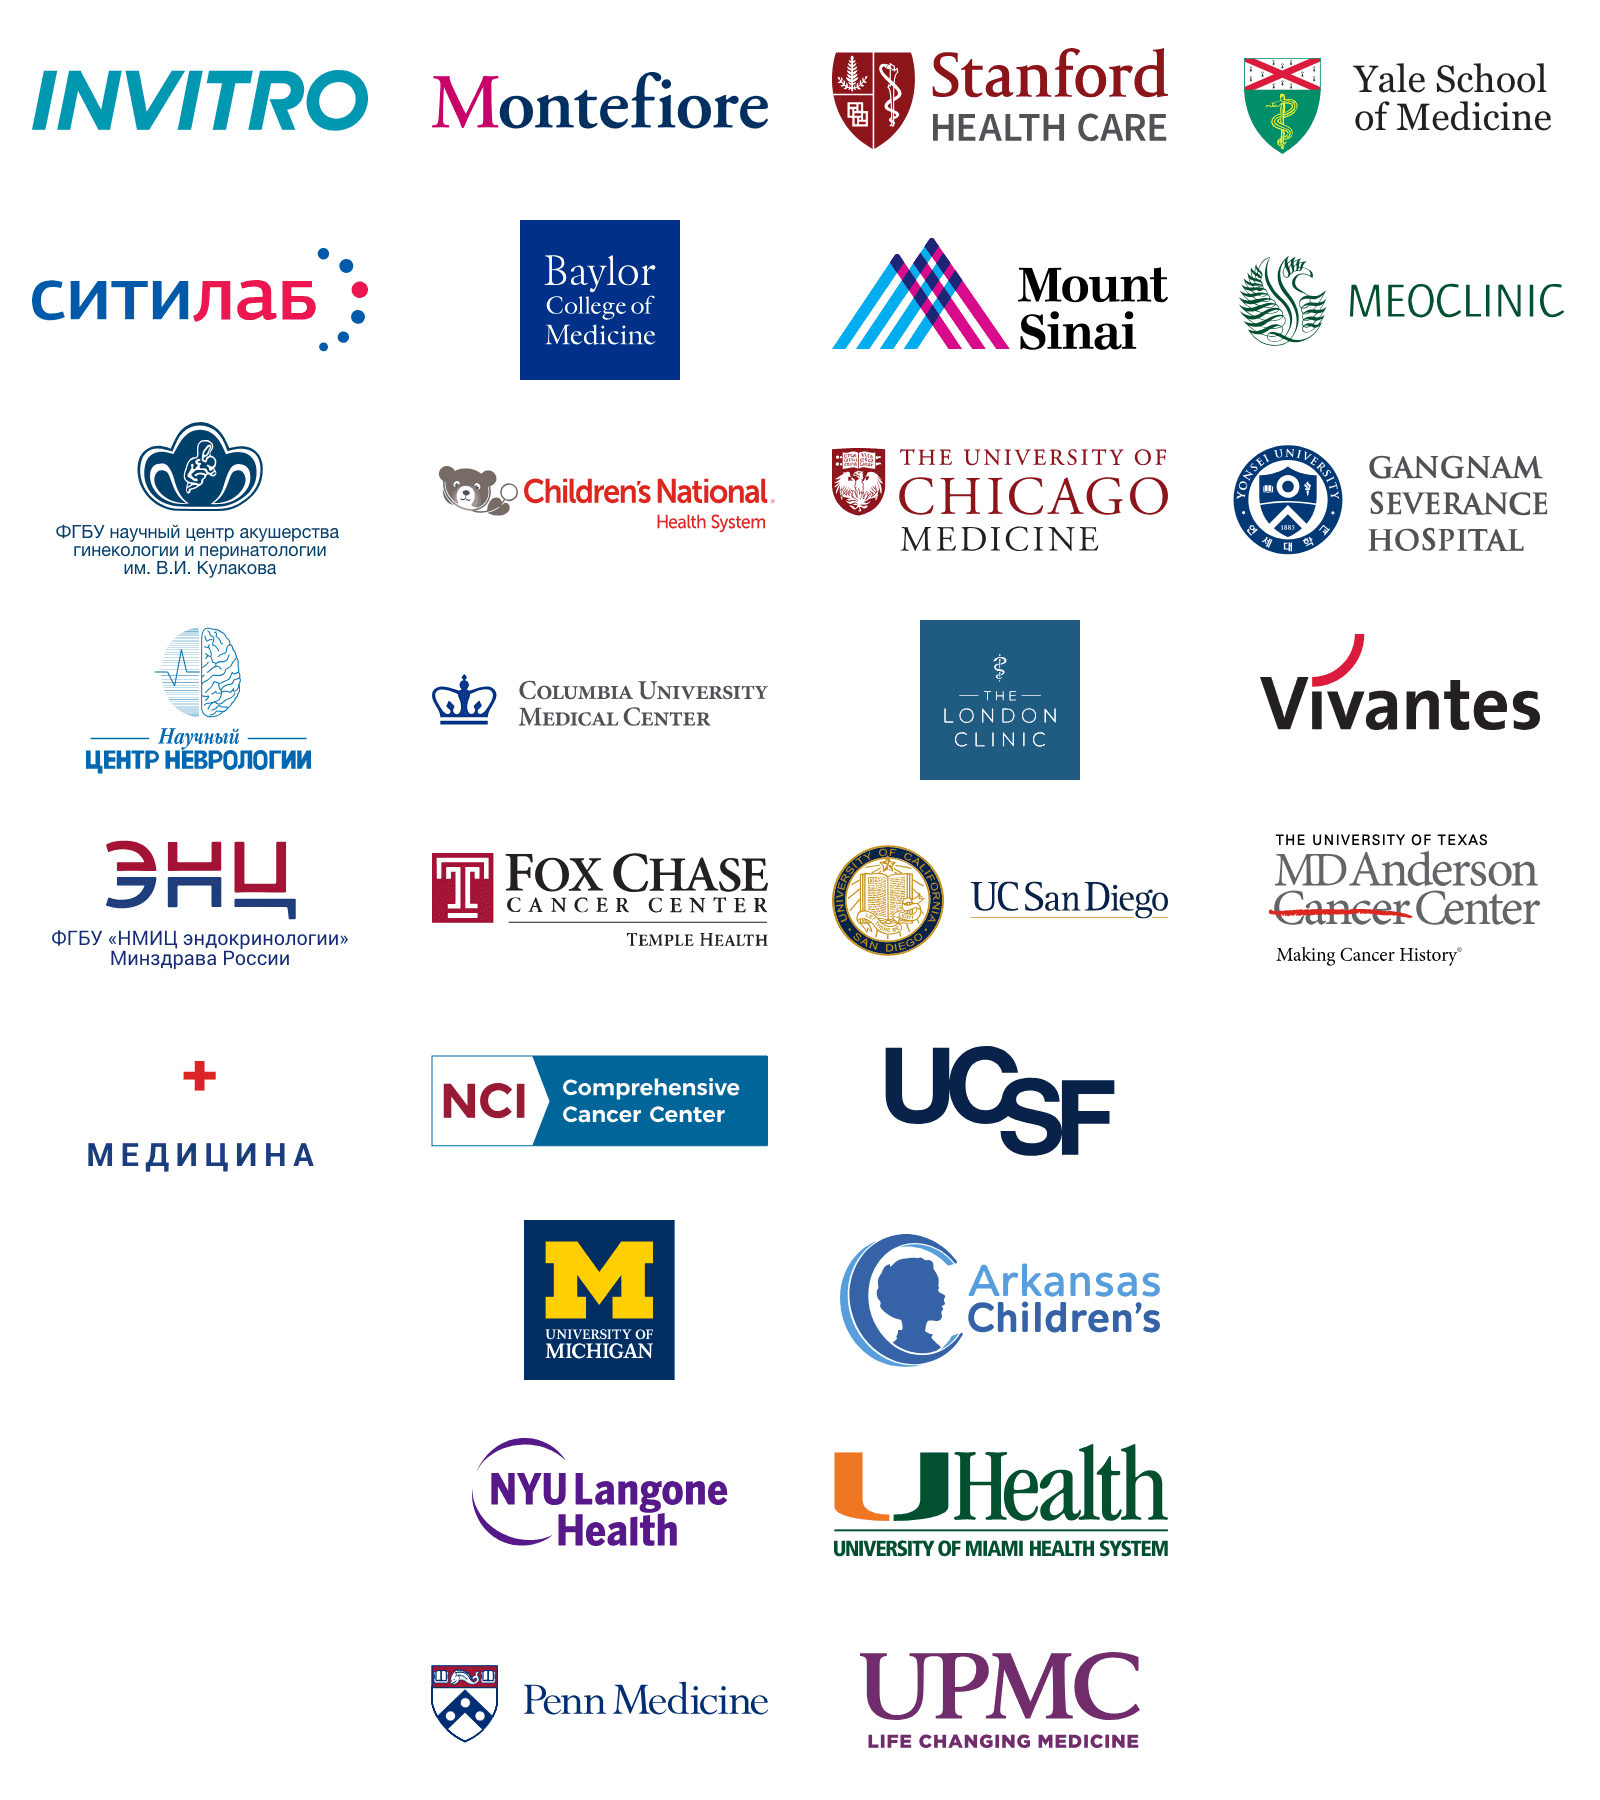 INVITRO
Montefiore
Stanford
HEALTH CARE
Yale School
of Medicine
СИТИЛАБ
Baylor
College of
Medicine
Mount
Sinai
MEOCLINIC
ФГБУ научный центр акушерства
гинекологии и перинатологии
им. В.И. Кулакова
Children's National®
Health System
THE UNIVERSITY OF
CHICAGO
MEDICINE
YONSEI UNIVERSITY
1885
연세대학교
GANGNAM
SEVERANCE
HOSPITAL
Научный
ЦЕНТР НЕВРОЛОГИИ
COLUMBIA UNIVERSITY
MEDICAL CENTER
THE
LONDON
CLINIC
Vivantes
ЭНЦ
ФГБУ «НМИЦ эндокринологии»
Минздрава России
T
FOX CHASE
CANCER CENTER
TEMPLE HEALTH
UNIVERSITY OF CALIFORNIA
SAN DIEGO
UC San Diego
THE UNIVERSITY OF TEXAS
MD Anderson
Cancer Center
Making Cancer History®
МЕДИЦИНА
NCI
Comprehensive
Cancer Center
UCSF
M
UNIVERSITY OF
MICHIGAN
Arkansas
Children's
NYU Langone
Health
UHealth
UNIVERSITY OF MIAMI HEALTH SYSTEM
Penn Medicine
UPMC
LIFE CHANGING MEDICINE